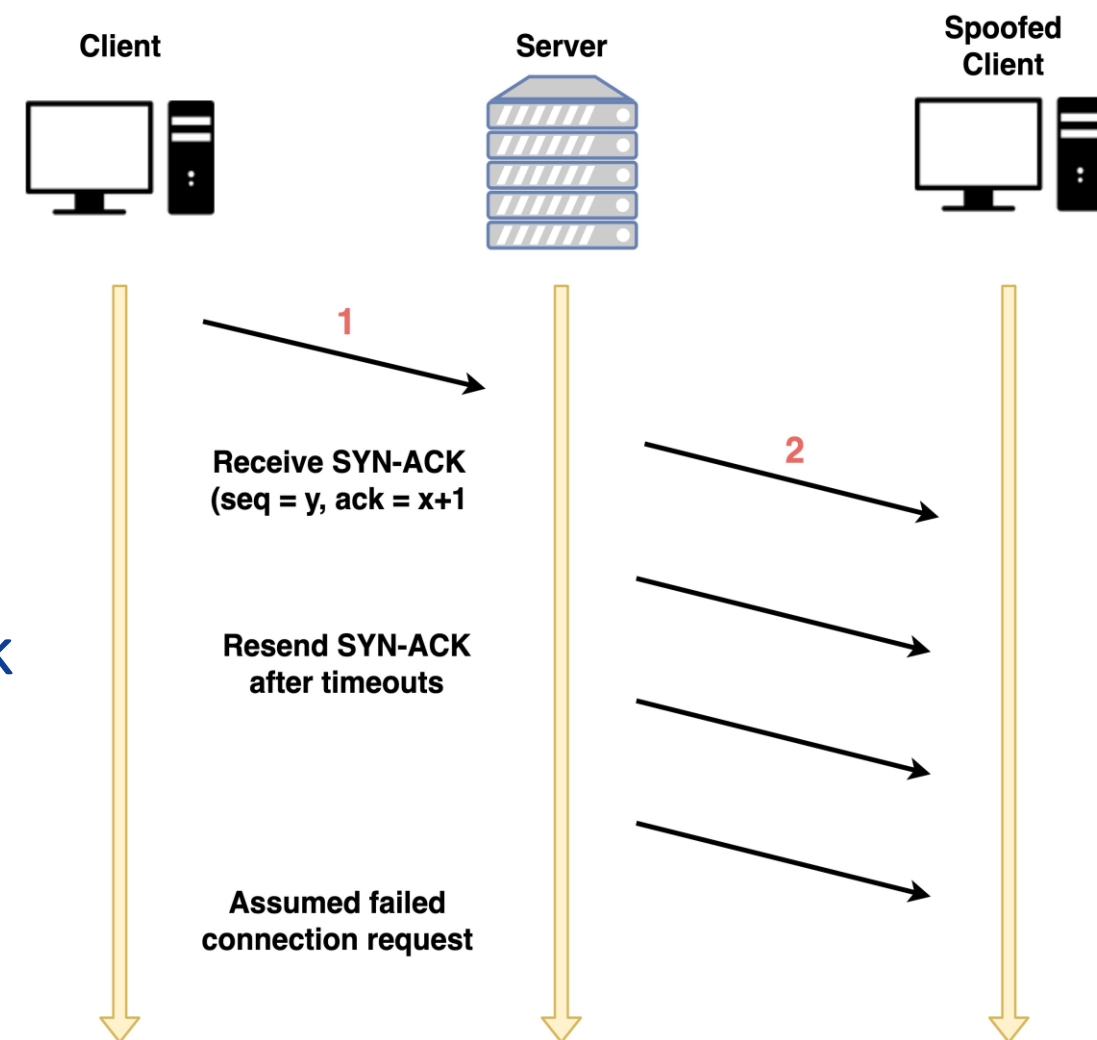 Client
Server
Spoofed
Client
1
2
Receive SYN-ACK
(seq = y, ack = x+1
K
Resend SYN-ACK
after timeouts
Assumed failed
connection request